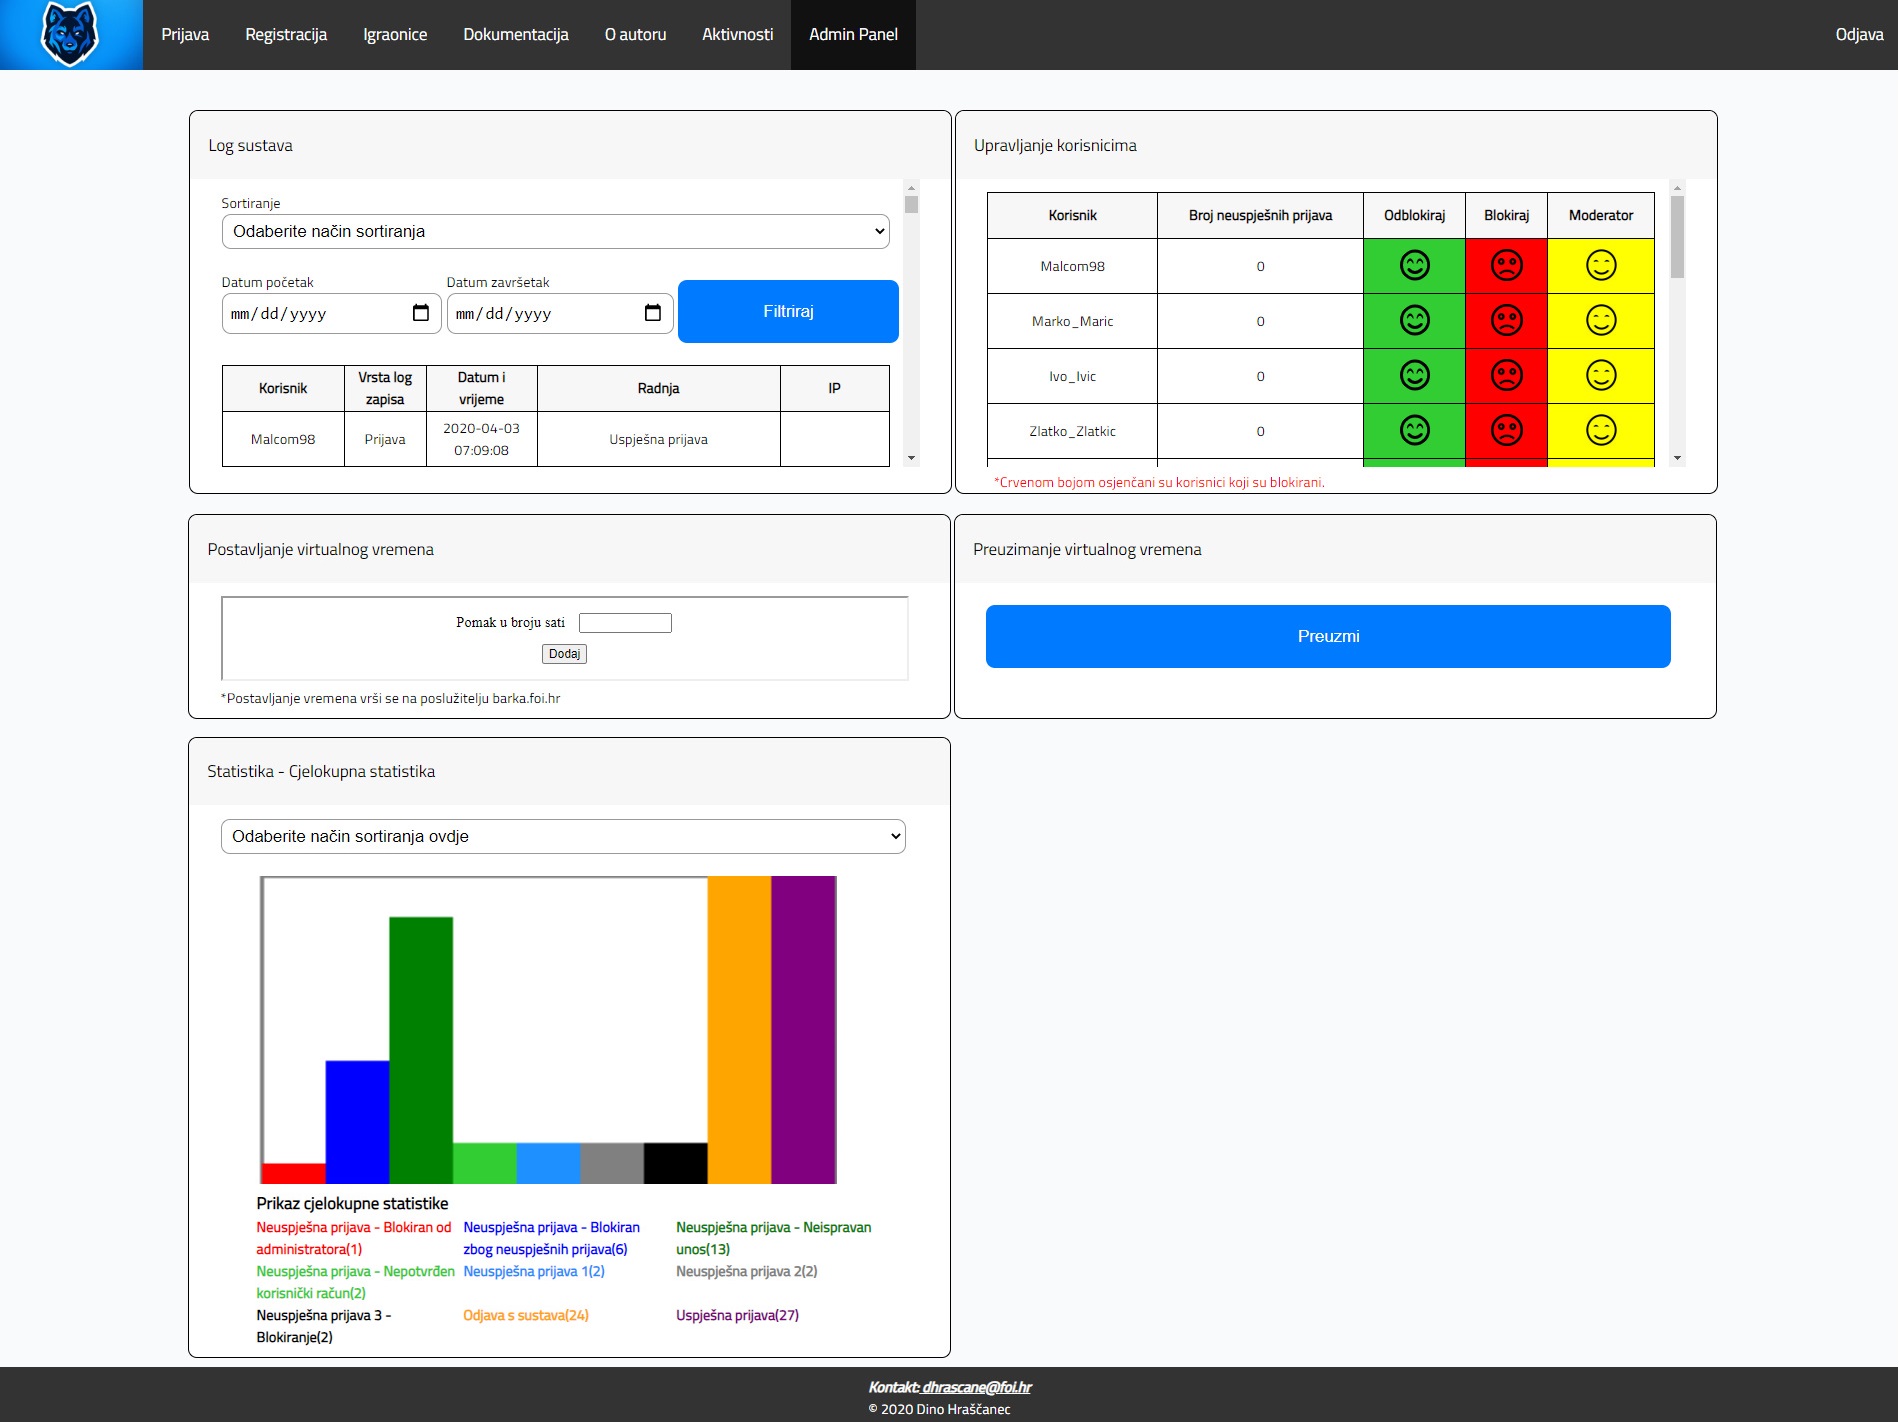 Prijava Registracija Igraonice Dokumentacija O autoru Aktivnosti Admin Panel Odjava
Log sustava
Sortiranje
Odaberite način sortiranja
Datum početak Datum završetak
mm/dd/yyyy mm/dd/yyyy Filtriraj
Korisnik Vrsta log zapisa Datum i vrijeme Radnja IP
Malcom98 Prijava 2020-04-03 07:09:08 Uspješna prijava
Upravljanje korisnicima
Korisnik Broj neuspješnih prijava Odblokiraj Blokiraj Moderator
Malcom98 0
Marko_Maric 0
Ivo_Ivic 0
Zlatko_Zlatkic 0
*Crvenom bojom osjenčani su korisnici koji su blokirani.
Postavljanje virtualnog vremena
Pomak u broju sati
Dodaj
*Postavljanje vremena vrši se na poslužitelju barka.foi.hr
Preuzimanje virtualnog vremena
Preuzmi
Statistika - Cjelokupna statistika
Odaberite način sortiranja ovdje
Prikaz cjelokupne statistike
Neuspješna prijava - Blokiran od administratora(1)
Neuspješna prijava - Blokiran zbog neuspješnih prijava(6)
Neuspješna prijava - Neispravan unos(13)
Neuspješna prijava - Nepotvrđen korisnički račun(2)
Neuspješna prijava 1(2)
Neuspješna prijava 2(2)
Neuspješna prijava 3 - Blokiranje(2)
Odjava s sustava(24)
Uspješna prijava(27)
Kontakt: dhrascane@foi.hr
© 2020 Dino Hraščanec